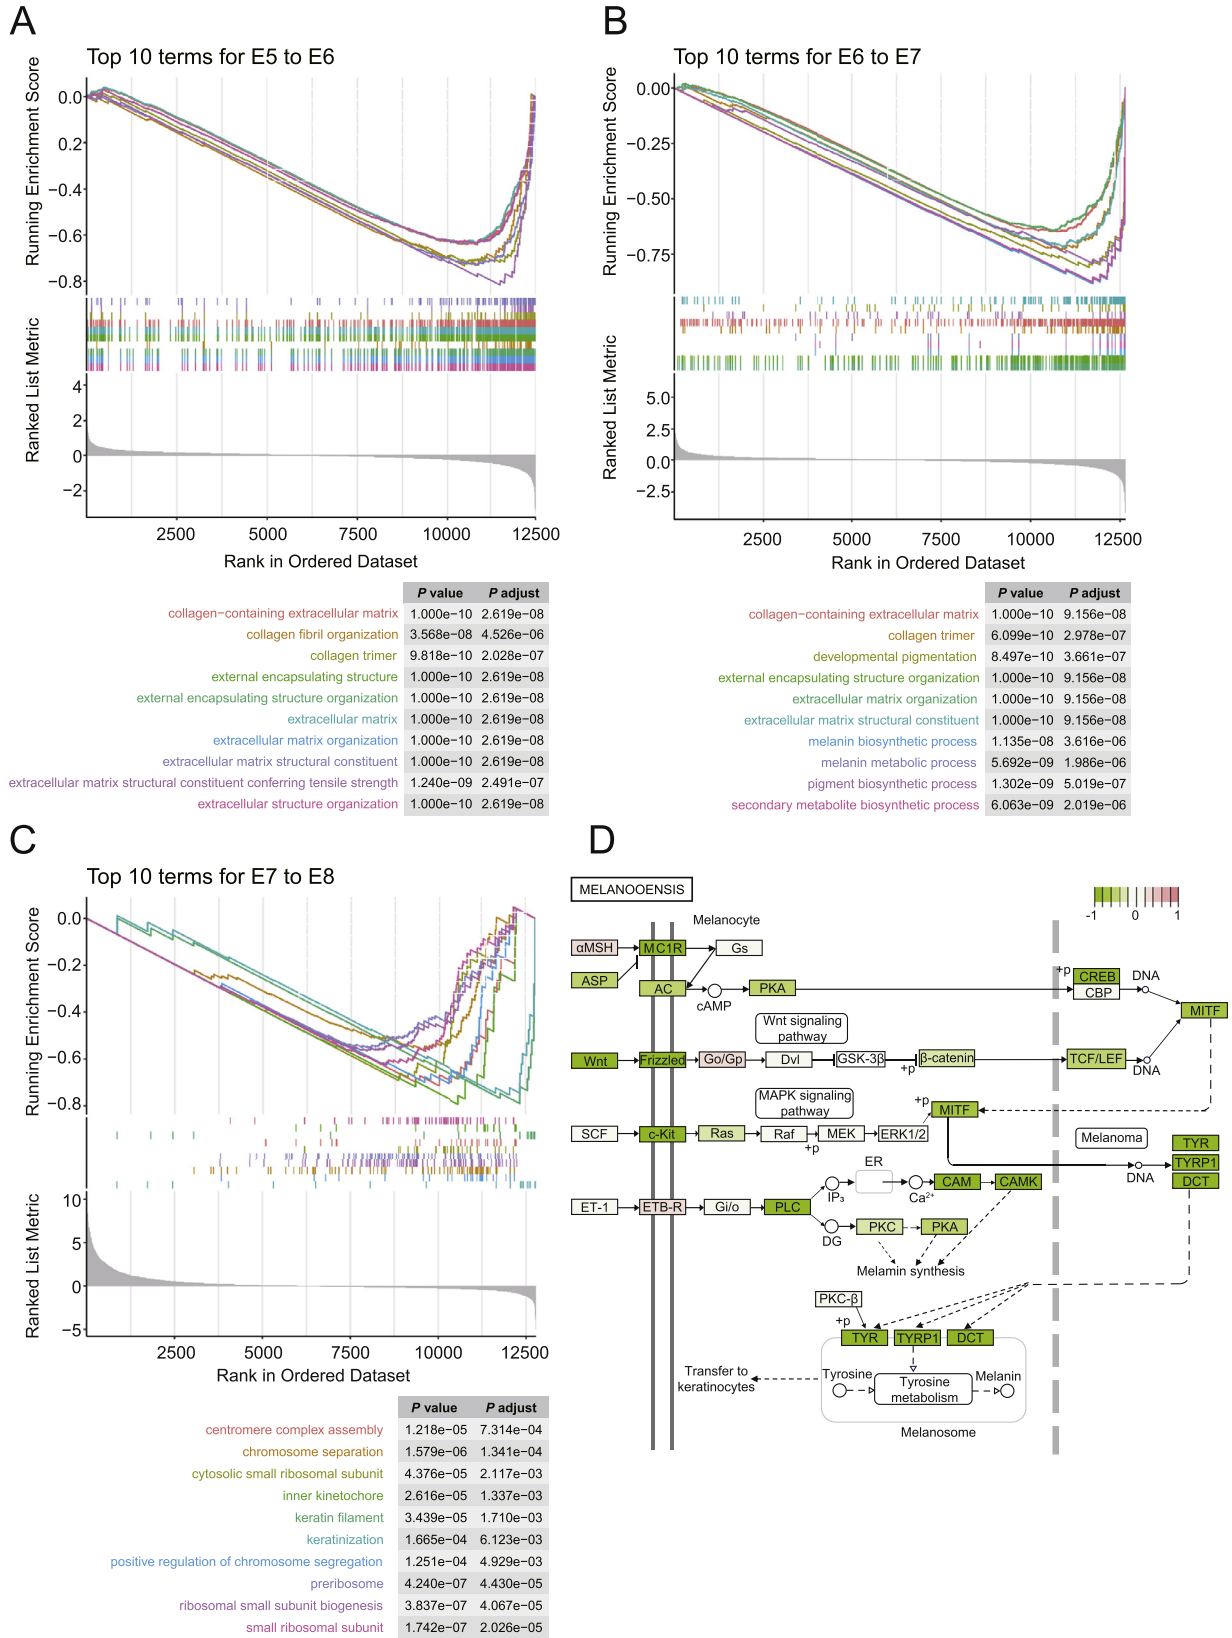 A
Top 10 terms for E5 to E6
Running Enrichment Score
0.0
0.2
−0.4
−0.6
−0.8
Ranked List Metric
4
2
0
−2
2500
5000
7500
10000
12500
Rank in Ordered Dataset
P value P adjust
collagen−containing extracellular matrix 1.000e−10 2.619e−08
collagen fibril organization 3.568e−08 4.526e−06
collagen trimer 9.818e−10 2.028e−07
external encapsulating structure 1.000e−10 2.619e−08
external encapsulating structure organization 1.000e−10 2.619e−08
extracellular matrix 1.000e−10 2.619e−08
extracellular matrix organization 1.000e−10 2.619e−08
extracellular matrix structural constituent 1.000e−10 2.619e−08
extracellular matrix structural constituent conferring tensile strength 1.240e−09 2.491e−07
extracellular structure organization 1.000e−10 2.619e−08
B
Top 10 terms for E6 to E7
Running Enrichment Score
0.00
−0.25
−0.50
−0.75
Ranked List Metric
5.0
2.5
0.0
−2.5
2500
5000
7500
10000
12500
Rank in Ordered Dataset
P value P adjust
collagen−containing extracellular matrix 1.000e−10 9.156e−08
collagen trimer 6.099e−10 2.978e−07
developmental pigmentation 8.497e−10 3.661e−07
external encapsulating structure organization 1.000e−10 9.156e−08
extracellular matrix organization 1.000e−10 9.156e−08
extracellular matrix structural constituent 1.000e−10 9.156e−08
melanin biosynthetic process 1.135e−08 3.616e−06
melanin metabolic process 5.692e−09 1.986e−06
pigment biosynthetic process 1.302e−09 5.019e−07
secondary metabolite biosynthetic process 6.063e−09 2.019e−06
C
Top 10 terms for E7 to E8
Running Enrichment Score
0.0
−0.2
−0.4
−0.6
−0.8
Ranked List Metric
10
5
0
−5
2500
5000
7500
10000
12500
Rank in Ordered Dataset
P value P adjust
centromere complex assembly 1.218e−05 7.314e−04
chromosome separation 1.579e−06 1.341e−04
cytosolic small ribosomal subunit 4.376e−05 2.117e−03
inner kinetochore 2.616e−05 1.337e−03
keratin filament 3.439e−05 1.710e−03
keratinization 1.665e−04 6.123e−03
positive regulation of chromosome segregation 1.251e−04 4.929e−03
preribosome 4.240e−07 4.430e−05
ribosomal small subunit biogenesis 3.837e−07 4.067e−05
small ribosomal subunit 1.742e−07 2.026e−05
D
MELANOOENSIS
-1 0 1
Melanocyte
αMSH MC1R Gs
ASP AC cAMP PKA
+p CREB DNA
CBP
MITF
Wnt signaling
pathway
Wnt Frizzled Go/Gp Dvl GSK-3β +p β-catenin TCF/LEF DNA
MAPK signaling
pathway
+p MITF
SCF c-Kit Ras Raf +p MEK ERK1/2
Melanoma
DNA
TYR
TYRP1
DCT
ER
ET-1 ETB-R Gi/o PLC IP₃ Ca²⁺ CAM CAMK
DG PKC PKA
Melamin synthesis
PKC-β
+p
TYR TYRP1 DCT
Transfer to
keratinocytes
Tyrosine
Tyrosine
metabolism
Melanin
Melanosome